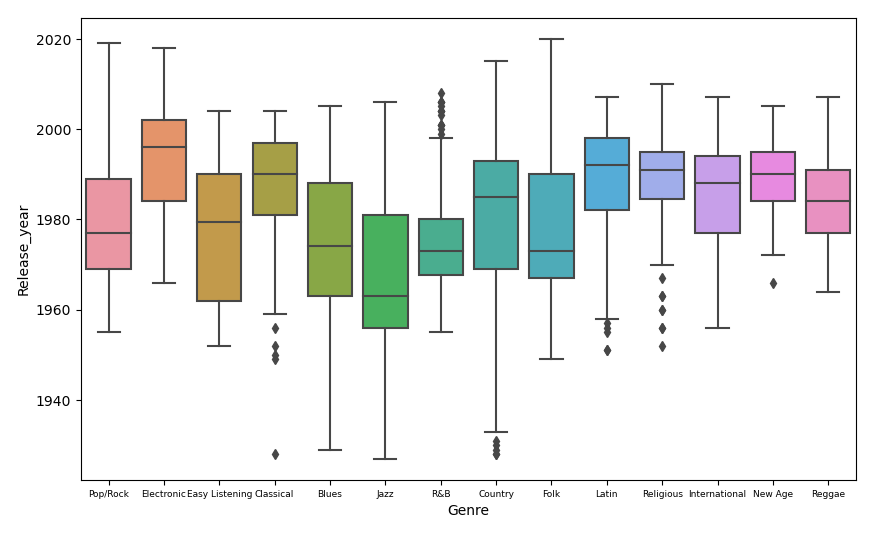 Release_year
2020
2000
1980
1960
1940
Pop/Rock Electronic Easy Listening Classical Blues Jazz R&B Country Folk Latin Religious International New Age Reggae
Genre